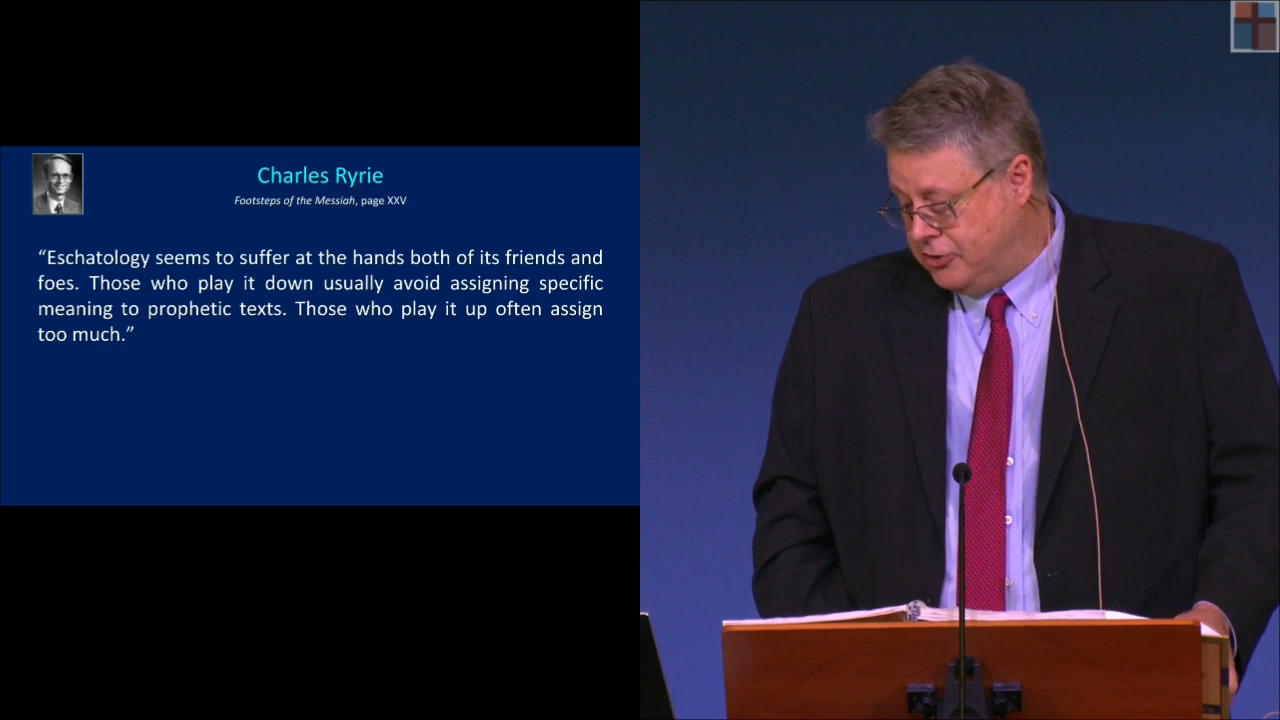 Charles Ryrie
Footsteps of the Messiah, page XXV
“Eschatology seems to suffer at the hands both of its friends and
foes. Those who play it down usually avoid assigning specific
meaning to prophetic texts. Those who play it up often assign
too much.”